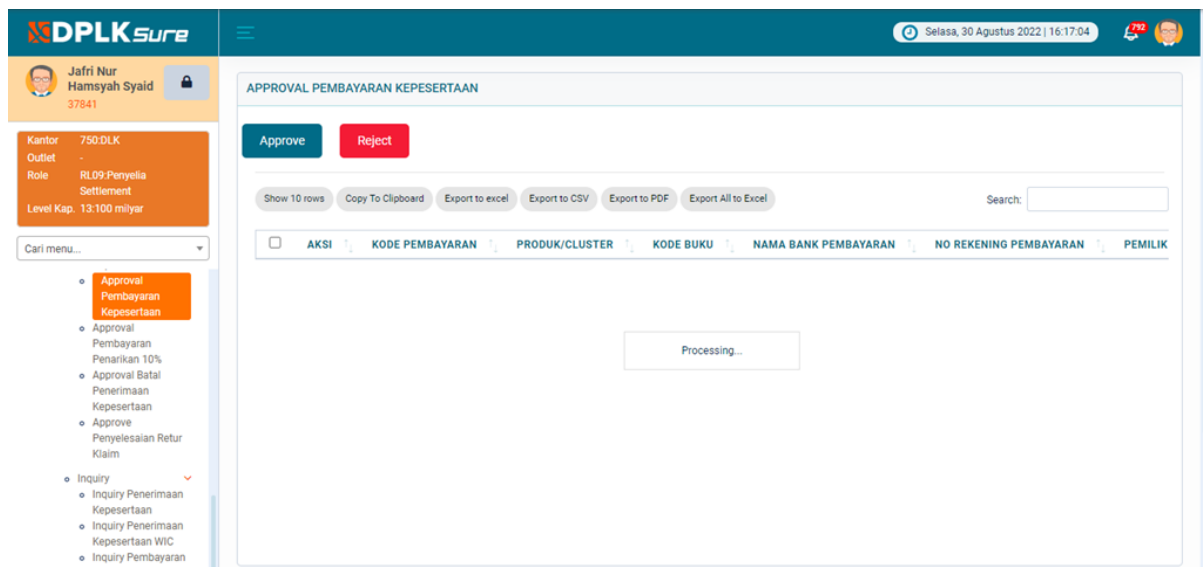 DPLK Sure
Selasa, 30 Agustus 2022 | 16:17:04
792
Jafri Nur
Hamsyah Syaid
37841
Kantor 750:DLK
Outlet -
Role RL09:Penyelia
Settlement
Level Kap. 13:100 milyar
Cari menu...
Approval
Pembayaran
Kepesertaan
Approval
Pembayaran
Penarikan 10%
Approval Batal
Penerimaan
Kepesertaan
Approve
Penyelesaian Retur
Klaim
Inquiry
Inquiry Penerimaan
Kepesertaan
Inquiry Penerimaan
Kepesertaan WIC
Inquiry Pembayaran
APPROVAL PEMBAYARAN KEPESERTAAN
Approve Reject
Show 10 rows Copy To Clipboard Export to excel Export to CSV Export to PDF Export All to Excel Search:
AKSI KODE PEMBAYARAN PRODUK/CLUSTER KODE BUKU NAMA BANK PEMBAYARAN NO REKENING PEMBAYARAN PEMILIK
Processing...